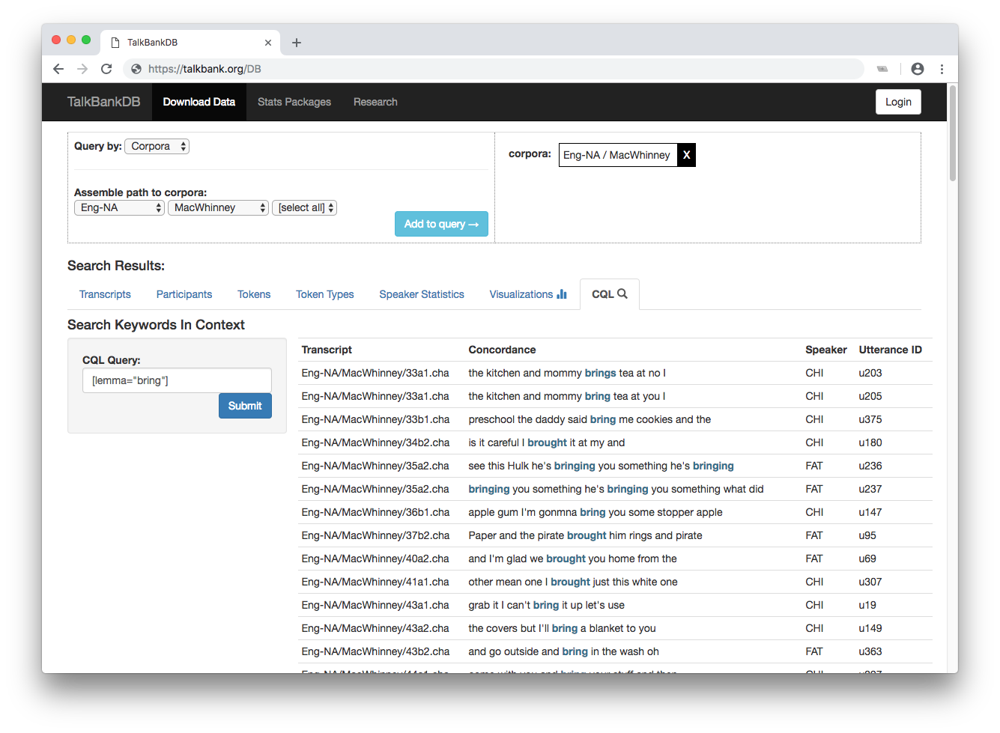 TalkBankDB
https://talkbank.org/DB
TalkBankDB Download Data Stats Packages Research Login
Query by: Corpora
corpora: Eng-NA / MacWhinney X
Assemble path to corpora:
Eng-NA MacWhinney [select all]
Add to query →
Search Results:
Transcripts Participants Tokens Token Types Speaker Statistics Visualizations CQL
Search Keywords In Context
CQL Query:
[lemma="bring"]
Submit
Transcript Concordance Speaker Utterance ID
Eng-NA/MacWhinney/33a1.cha the kitchen and mommy brings tea at no I CHI u203
Eng-NA/MacWhinney/33a1.cha the kitchen and mommy bring tea at you I CHI u205
Eng-NA/MacWhinney/33b1.cha preschool the daddy said bring me cookies and the CHI u375
Eng-NA/MacWhinney/34b2.cha is it careful I brought it at my and CHI u180
Eng-NA/MacWhinney/35a2.cha see this Hulk he's bringing you something he's bringing FAT u236
Eng-NA/MacWhinney/35a2.cha bringing you something he's bringing you something what did FAT u237
Eng-NA/MacWhinney/36b1.cha apple gum I'm gonmna bring you some stopper apple CHI u147
Eng-NA/MacWhinney/37b2.cha Paper and the pirate brought him rings and pirate FAT u95
Eng-NA/MacWhinney/40a2.cha and I'm glad we brought you home from the FAT u69
Eng-NA/MacWhinney/41a1.cha other mean one I brought just this white one CHI u307
Eng-NA/MacWhinney/43a1.cha grab it I can't bring it up let's use CHI u19
Eng-NA/MacWhinney/43a2.cha the covers but I'll bring a blanket to you CHI u149
Eng-NA/MacWhinney/43b2.cha and go outside and bring in the wash oh FAT u363